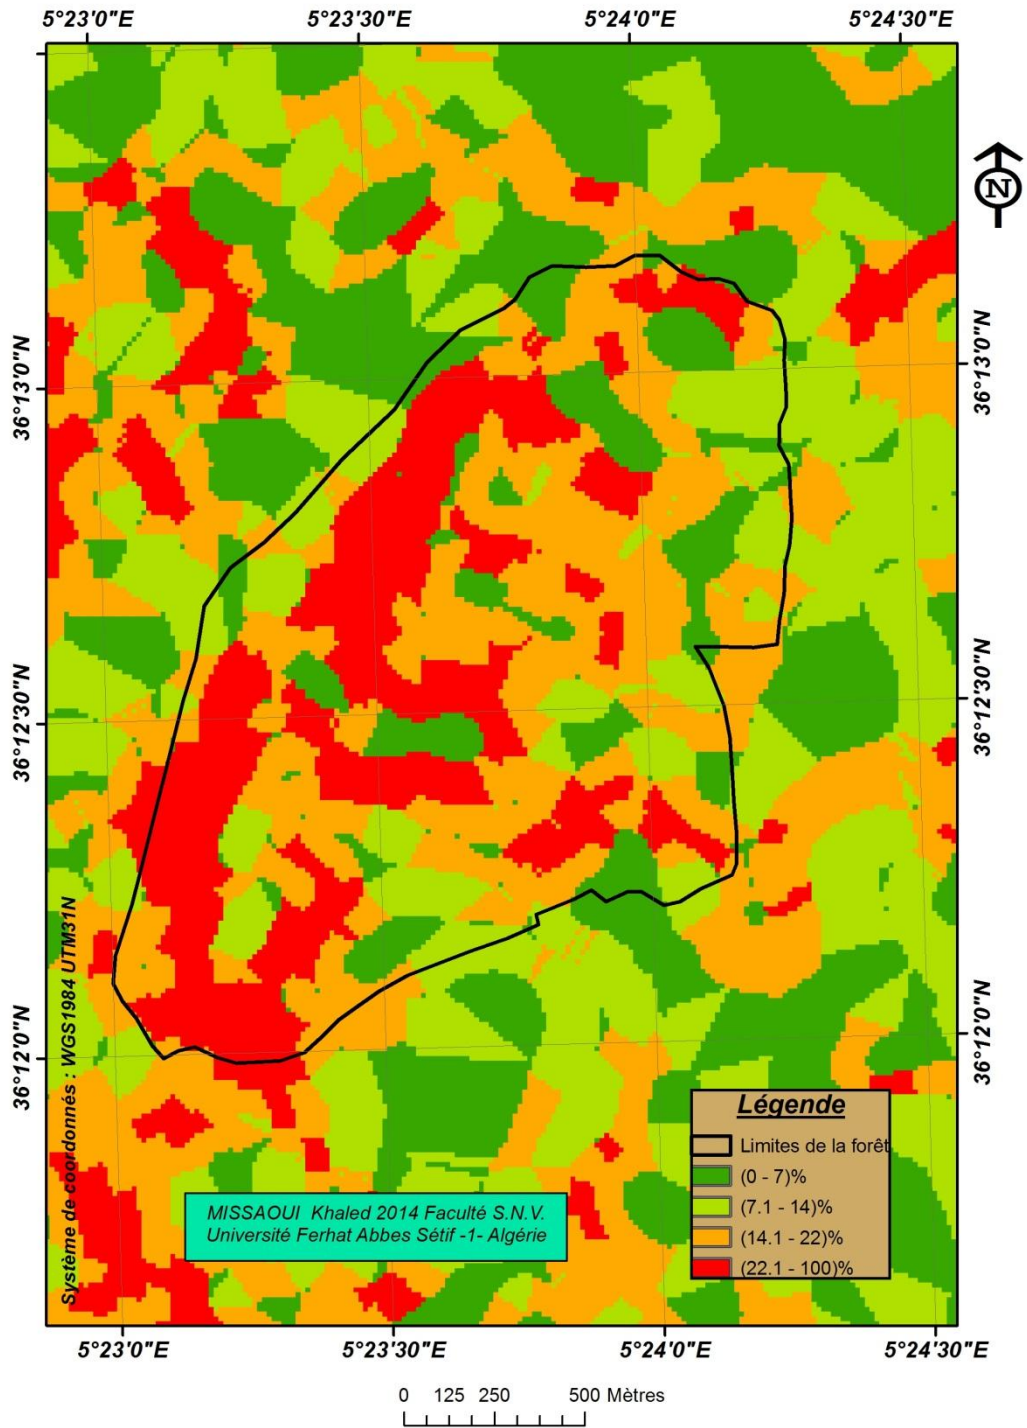 5°23'0"E
5°23'30"E
5°24'0"E
5°24'30"E
N
36°13'0"N
36°13'0"N
36°12'30"N
36°12'30"N
36°12'0"N
36°12'0"N
Système de coordonnés : WGS1984 UTM31N
Légende
Limites de la forêt
(0 - 7)%
(7.1 - 14)%
(14.1 - 22)%
(22.1 - 100)%
MISSAOUI Khaled 2014 Faculté S.N.V.
Université Ferhat Abbes Sétif -1- Algérie
5°23'0"E
5°23'30"E
5°24'0"E
5°24'30"E
0 125 250 500 Mètres